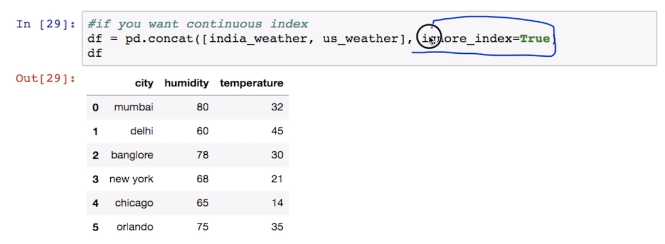 In [29]: #if you want continuous index
df = pd.concat([india_weather, us_weather], ignore_index=True)
df
Out[29]:
city humidity temperature
0 mumbai 80 32
1 delhi 60 45
2 banglore 78 30
3 new york 68 21
4 chicago 65 14
5 orlando 75 35